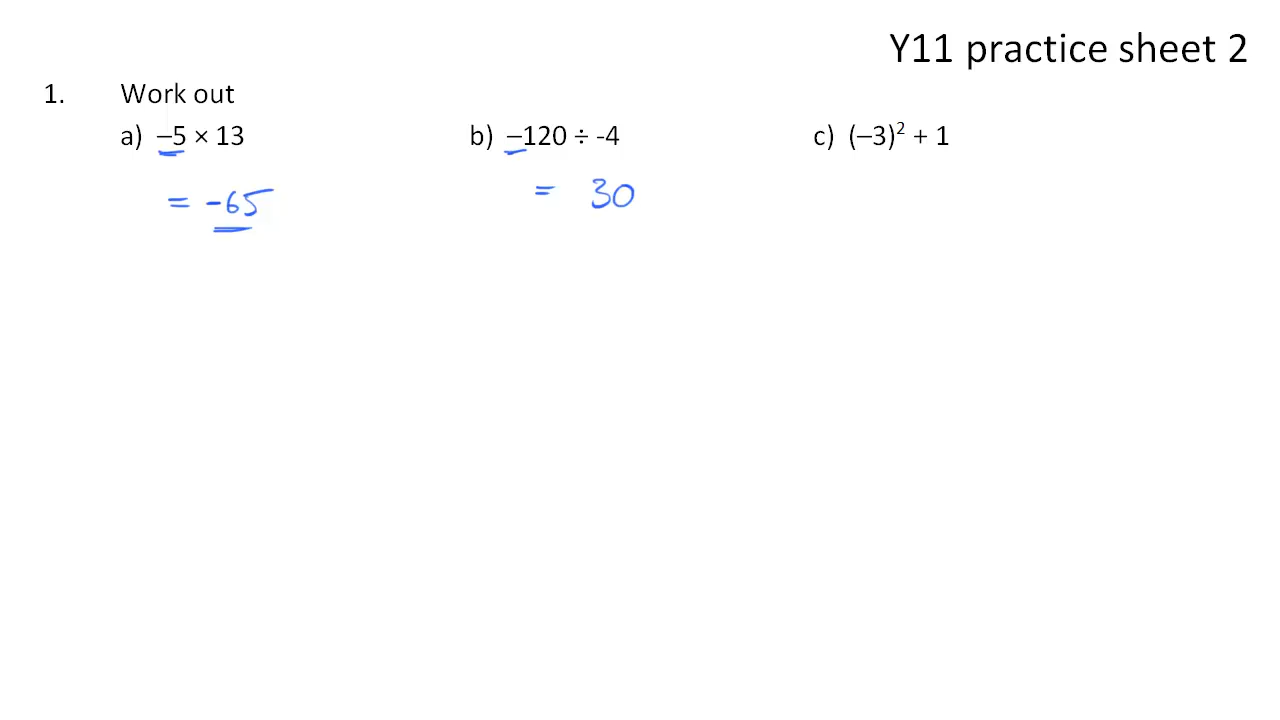 Y11 practice sheet 2
1. Work out
a) –5 × 13 b) –120 ÷ -4 c) (–3)² + 1
= -65 = 30